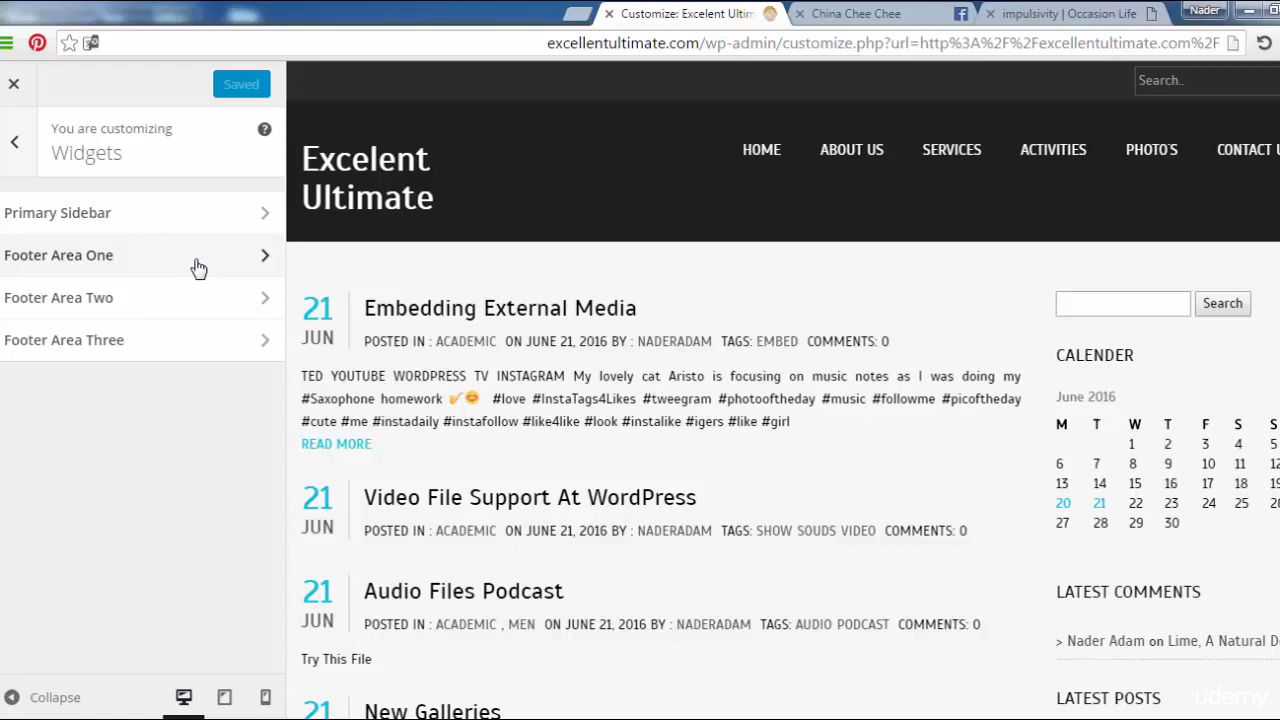 Customize: Excelent Ultim
China Chee Chee
impulsivity | Occasion Life
Nader
excellentultimate.com/wp-admin/customize.php?url=http%3A%2F%2Fexcellentultimate.com%2F
Saved
You are customizing
Widgets
Primary Sidebar
Footer Area One
Footer Area Two
Footer Area Three
Collapse
Search..
Excelent
Ultimate
HOME ABOUT US SERVICES ACTIVITIES PHOTO'S CONTACT U
21
JUN
Embedding External Media
POSTED IN : ACADEMIC ON JUNE 21, 2016 BY : NADERADAM TAGS: EMBED COMMENTS: 0
TED YOUTUBE WORDPRESS TV INSTAGRAM My lovely cat Aristo is focusing on music notes as I was doing my
#Saxophone homework #love #InstaTags4Likes #tweegram #photooftheday #music #followme #picoftheday
#cute #me #instadaily #instafollow #like4like #look #instalike #igers #like #girl
READ MORE
21
JUN
Video File Support At WordPress
POSTED IN : ACADEMIC ON JUNE 21, 2016 BY : NADERADAM TAGS: SHOW SOUDS VIDEO COMMENTS: 0
21
JUN
Audio Files Podcast
POSTED IN : ACADEMIC , MEN ON JUNE 21, 2016 BY : NADERADAM TAGS: AUDIO PODCAST COMMENTS: 0
Try This File
21
New Galleries
Search
CALENDER
June 2016
M T W T F S S
1 2 3 4 5
6 7 8 9 10 11 12
13 14 15 16 17 18 19
20 21 22 23 24 25 26
27 28 29 30
LATEST COMMENTS
> Nader Adam on Lime, A Natural D
LATEST POSTS
udemy